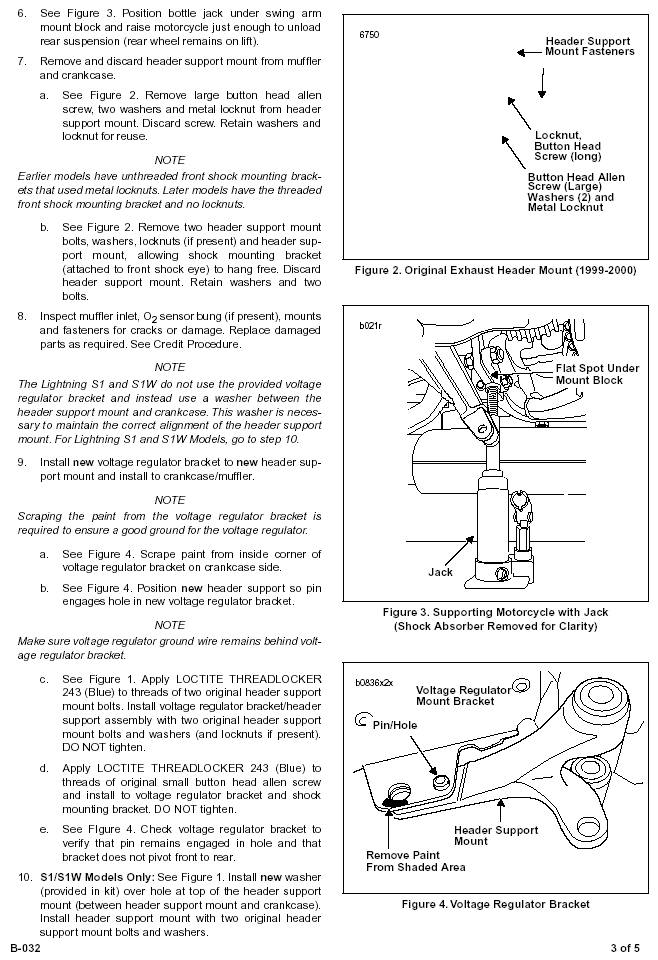 6. See Figure 3. Position bottle jack under swing arm
mount block and raise motorcycle just enough to unload
rear suspension (rear wheel remains on lift).
7. Remove and discard header support mount from muffler
and crankcase.
a. See Figure 2. Remove large button head allen
screw, two washers and metal locknut from header
support mount. Discard screw. Retain washers and
locknut for reuse.
NOTE
Earlier models have unthreaded front shock mounting brack-
ets that used metal locknuts. Later models have the threaded
front shock mounting bracket and no locknuts.
b. See Figure 2. Remove two header support mount
bolts, washers, locknuts (if present) and header sup-
port mount, allowing shock mounting bracket
(attached to front shock eye) to hang free. Discard
header support mount. Retain washers and two
bolts.
8. Inspect muffler inlet, O2 sensor bung (if present), mounts
and fasteners for cracks or damage. Replace damaged
parts as required. See Credit Procedure.
NOTE
The Lightning S1 and S1W do not use the provided voltage
regulator bracket and instead use a washer between the
header support mount and crankcase. This washer is neces-
sary to maintain the correct alignment of the header support
mount. For Lightning S1 and S1W Models, go to step 10.
9. Install new voltage regulator bracket to new header sup-
port mount and install to crankcase/muffler.
NOTE
Scraping the paint from the voltage regulator bracket is
required to ensure a good ground for the voltage regulator.
a. See Figure 4. Scrape paint from inside corner of
voltage regulator bracket on crankcase side.
b. See Figure 4. Position new header support so pin
engages hole in new voltage regulator bracket.
NOTE
Make sure voltage regulator ground wire remains behind volt-
age regulator bracket.
c. See Figure 1. Apply LOCTITE THREADLOCKER
243 (Blue) to threads of two original header support
mount bolts. Install voltage regulator bracket/header
support assembly with two original header support
mount bolts and washers (and locknuts if present).
DO NOT tighten.
d. Apply LOCTITE THREADLOCKER 243 (Blue) to
threads of original small button head allen screw
and install to voltage regulator bracket and shock
mounting bracket. DO NOT tighten.
e. See FIgure 4. Check voltage regulator bracket to
verify that pin remains engaged in hole and that
bracket does not pivot front to rear.
10. S1/S1W Models Only: See Figure 1. Install new washer
(provided in kit) over hole at top of the header support
mount (between header support mount and crankcase).
Install header support mount with two original header
support mount bolts and washers.
6750
Header Support
Mount Fasteners
Locknut,
Button Head
Screw (long)
Button Head Allen
Screw (Large)
Washers (2) and
Metal Locknut
Figure 2. Original Exhaust Header Mount (1999-2000)
b021r
Flat Spot Under
Mount Block
Jack
Figure 3. Supporting Motorcycle with Jack
(Shock Absorber Removed for Clarity)
b0836x2x
Voltage Regulator
Mount Bracket
Pin/Hole
Header Support
Mount
Remove Paint
From Shaded Area
Figure 4. Voltage Regulator Bracket
B-032
3 of 5